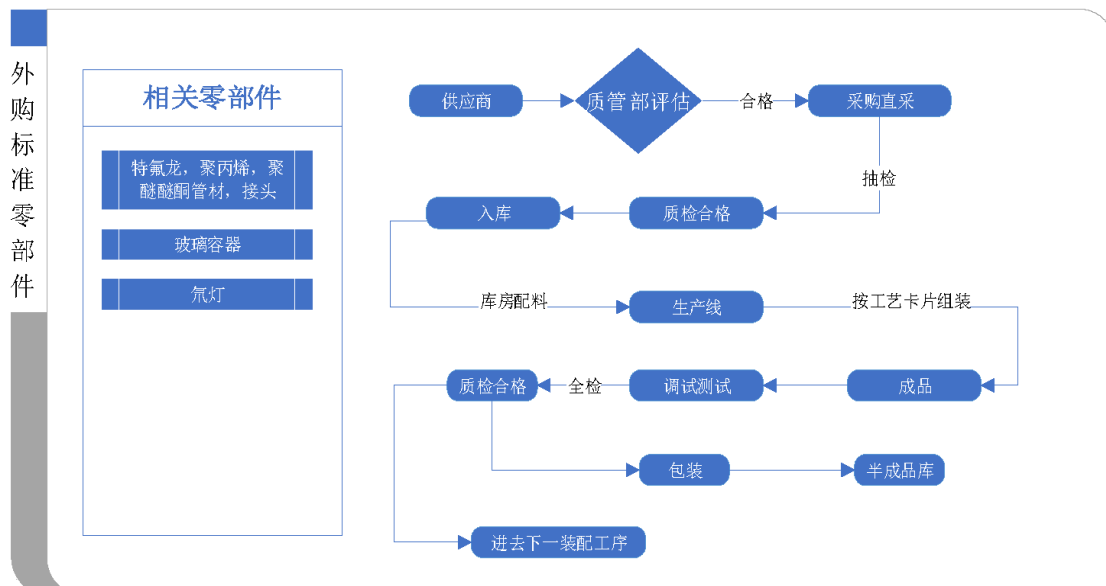 外购标准零部件
相关零部件
特氟龙，聚丙烯，聚
醚醚酮管材，接头
玻璃容器
氘灯
供应商
质管部评估
合格
采购直采
抽检
质检合格
入库
库房配料
生产线
按工艺卡片组装
成品
调试测试
全检
质检合格
包装
半成品库
进去下一装配工序